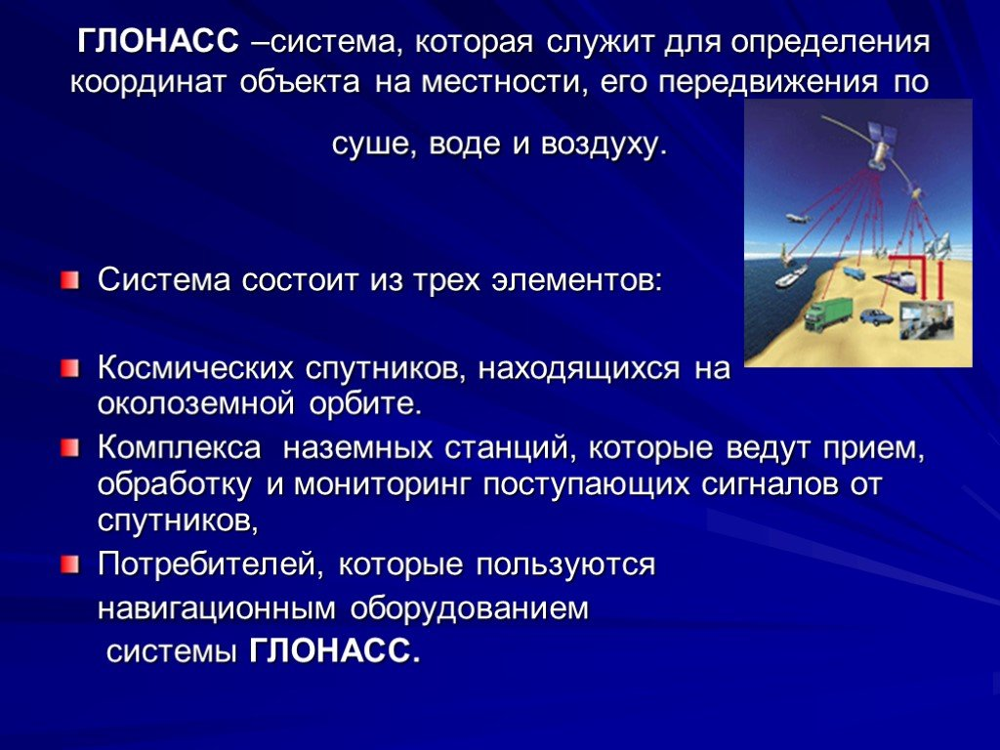 ГЛОНАСС –система, которая служит для определения
координат объекта на местности, его передвижения по
суше, воде и воздуху.
Система состоит из трех элементов:
Космических спутников, находящихся на
околоземной орбите.
Комплекса наземных станций, которые ведут прием,
обработку и мониторинг поступающих сигналов от
спутников,
Потребителей, которые пользуются
навигационным оборудованием
системы ГЛОНАСС.